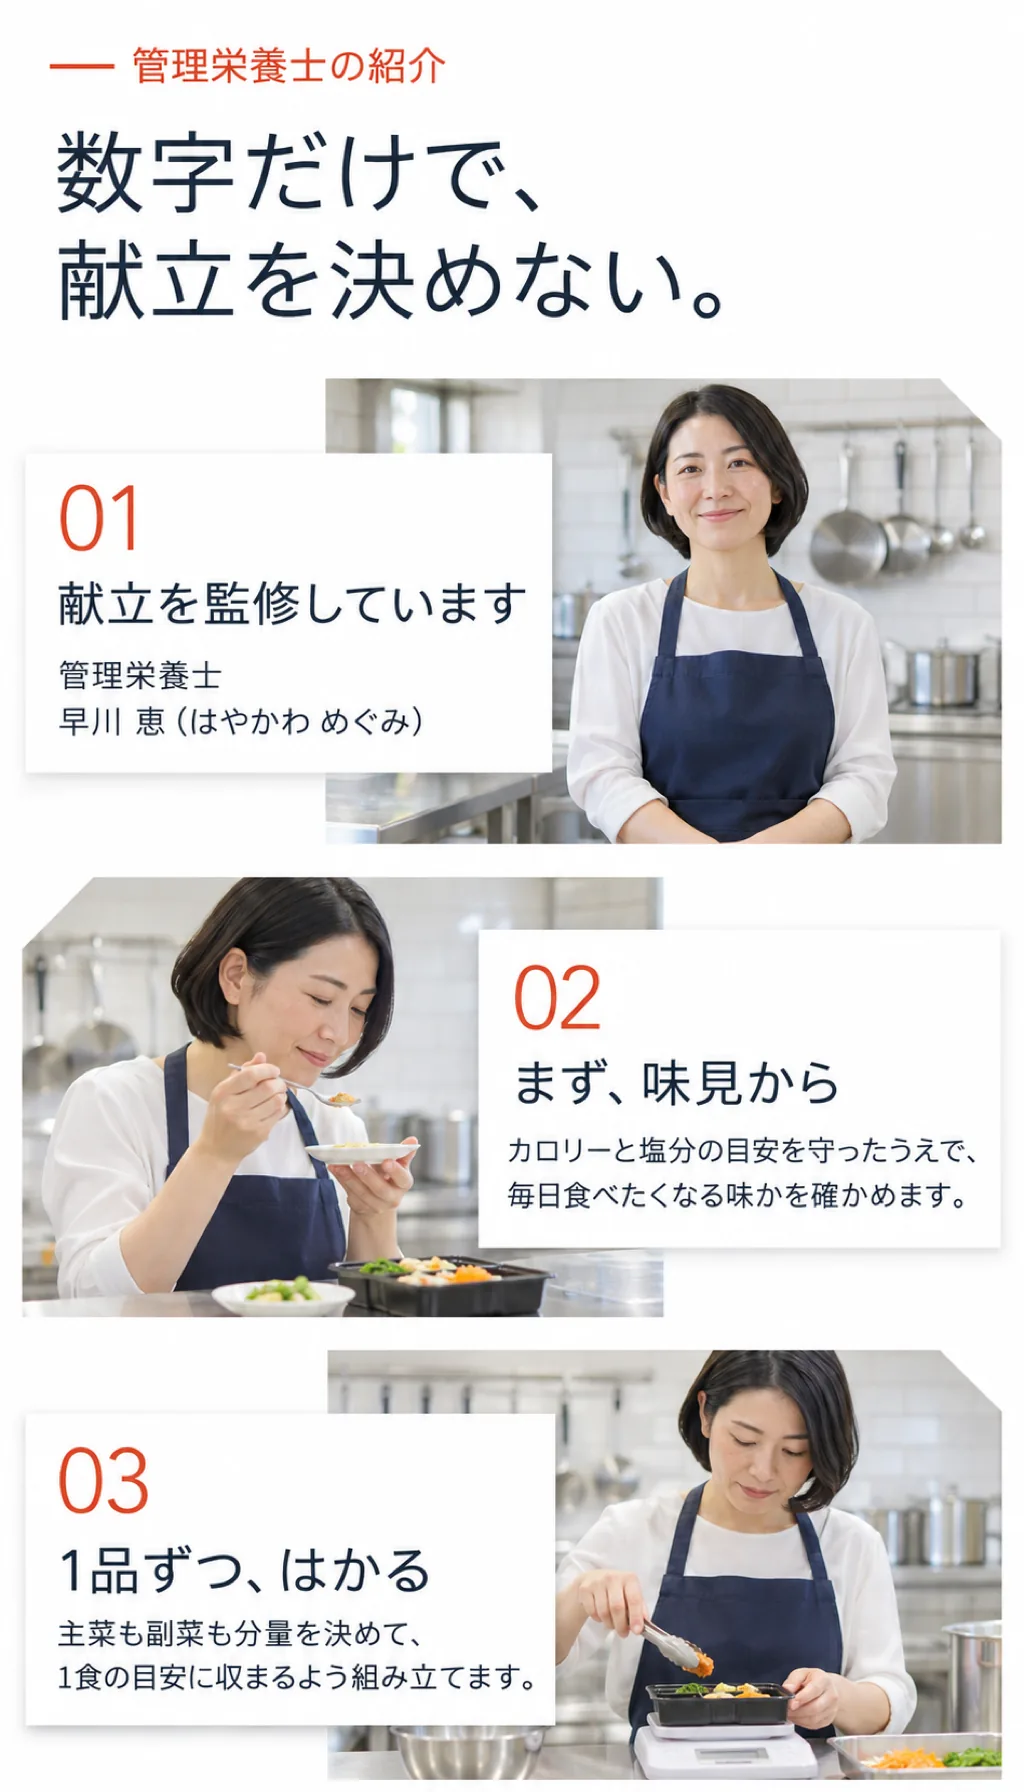 管理栄養士の紹介
数字だけで、
献立を決めない。
01
献立を監修しています
管理栄養士
早川 恵（はやかわ めぐみ）
02
まず、味見から
カロリーと塩分の目安を守ったうえで、
毎日食べたくなる味かを確かめます。
03
1品ずつ、はかる
主菜も副菜も分量を決めて、
1食の目安に収まるよう組み立てます。